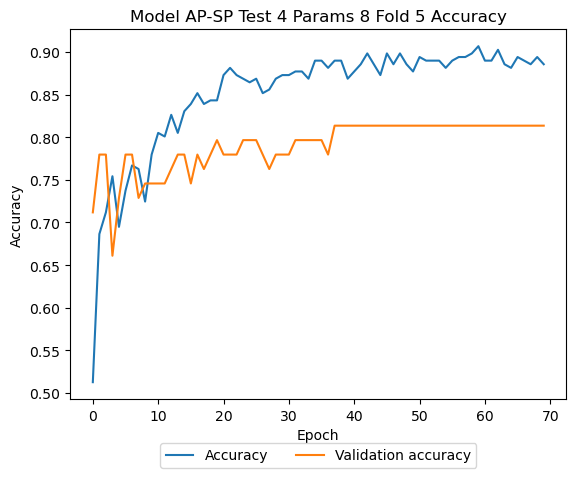 Model AP-SP Test 4 Params 8 Fold 5 Accuracy
0.90
0.85
0.80
0.75
0.70
0.65
0.60
0.55
0.50
Accuracy
0 10 20 30 40 50 60 70
Epoch
Accuracy Validation accuracy